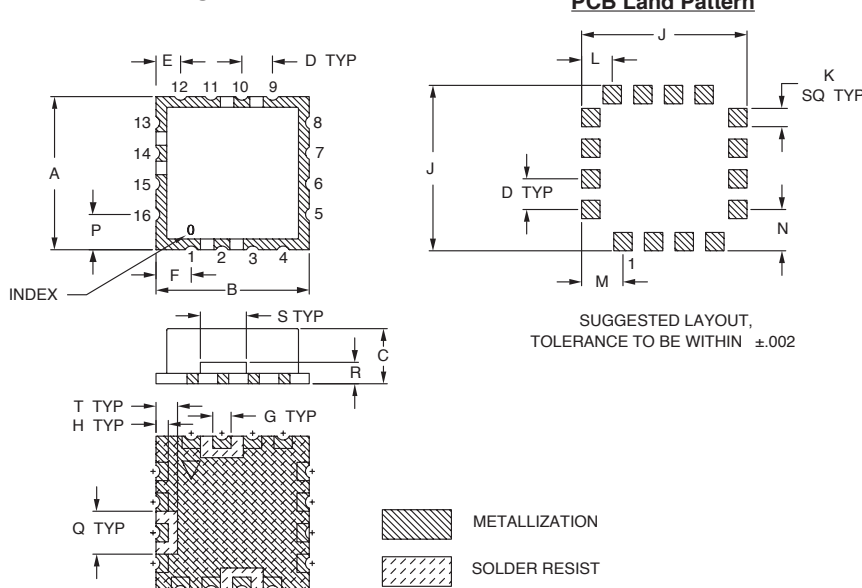 PCB Land Pattern
E
D TYP
12 11 10 9
13
14
15
16
8
7
6
5
A
P
0
1 2 3 4
F
B
INDEX
J
L
K
SQ TYP
J
D TYP
N
M
1
SUGGESTED LAYOUT,
TOLERANCE TO BE WITHIN ±.002
S TYP
C
R
T TYP
H TYP
G TYP
Q TYP
METALLIZATION
SOLDER RESIST